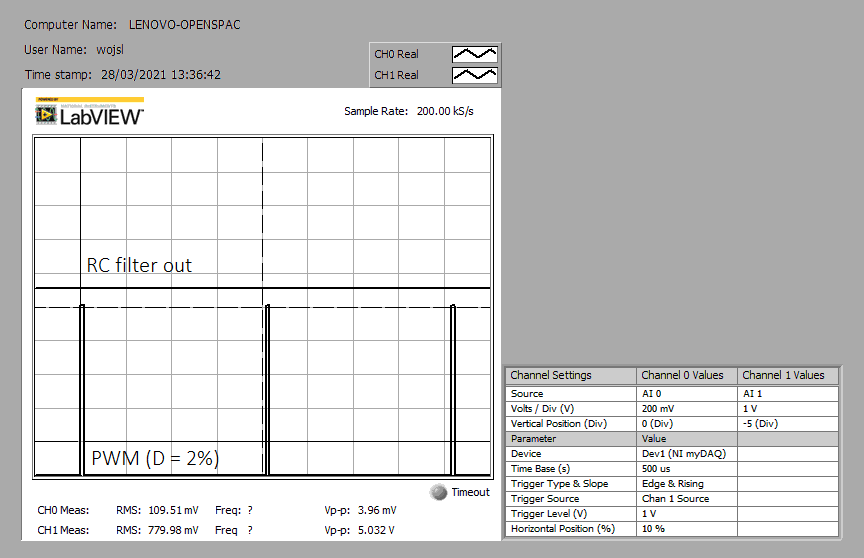 Computer Name: LENOVO-OPENSPAC
User Name: wojsl
Time stamp: 28/03/2021 13:36:42
CH0 Real
CH1 Real
POWERED BY
NATIONAL INSTRUMENTS
LabVIEW™
Sample Rate: 200.00 kS/s
RC filter out
PWM (D = 2%)
Timeout
CH0 Meas: RMS: 109.51 mV Freq: ? Vp-p: 3.96 mV
CH1 Meas: RMS: 779.98 mV Freq ? Vp-p: 5.032 V
Channel Settings Channel 0 Values Channel 1 Values
Source AI 0 AI 1
Volts / Div (V) 200 mV 1 V
Vertical Position (Div) 0 (Div) -5 (Div)
Parameter Value
Device Dev1 (NI myDAQ)
Time Base (s) 500 us
Trigger Type & Slope Edge & Rising
Trigger Source Chan 1 Source
Trigger Level (V) 1 V
Horizontal Position (%) 10 %